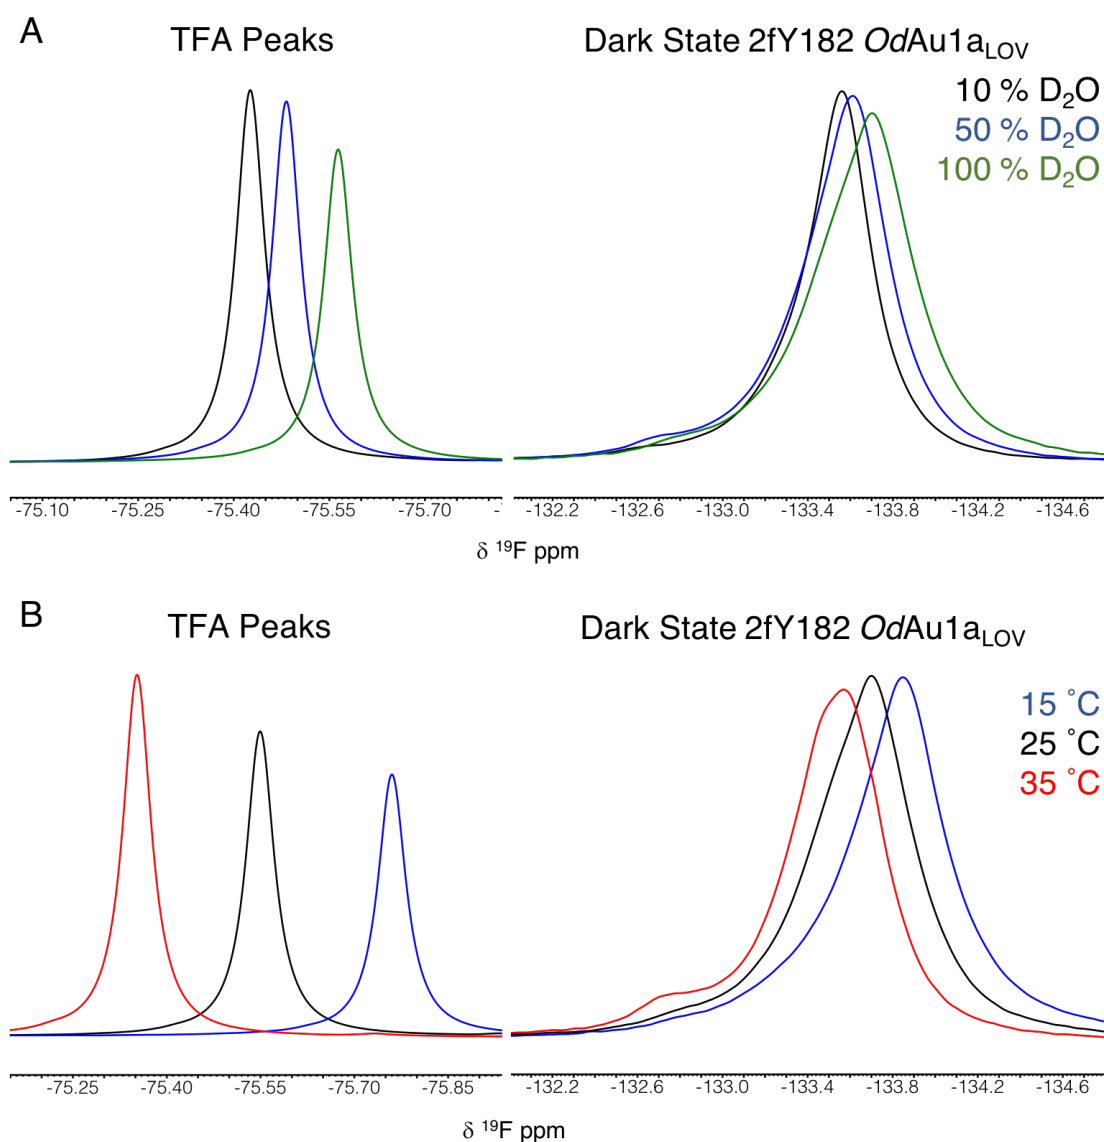 A
TFA Peaks
Dark State 2fY182 OdAu1aLOV
10 % D2O
50 % D2O
100 % D2O
-75.10 -75.25 -75.40 -75.55 -75.70
-132.2 -132.6 -133.0 -133.4 -133.8 -134.2 -134.6
δ 19F ppm
B
TFA Peaks
Dark State 2fY182 OdAu1aLOV
15 ˚C
25 ˚C
35 ˚C
-75.25 -75.40 -75.55 -75.70 -75.85
-132.2 -132.6 -133.0 -133.4 -133.8 -134.2 -134.6
δ 19F ppm